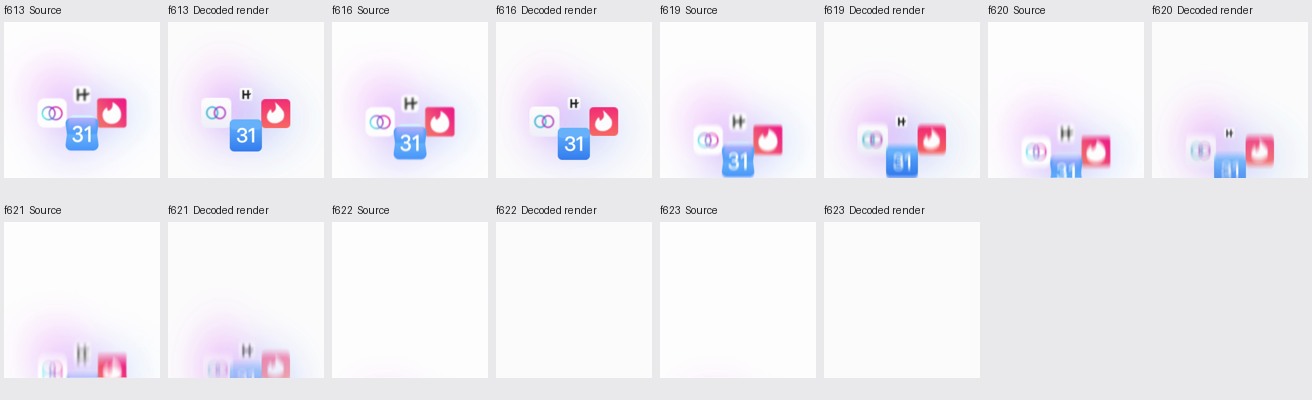 f613 Source
f613 Decoded render
f616 Source
f616 Decoded render
f619 Source
f619 Decoded render
f620 Source
f620 Decoded render
H
31
H
31
H
31
H
31
H
31
H
31
H
31
H
31
f621 Source
f621 Decoded render
f622 Source
f622 Decoded render
f623 Source
f623 Decoded render
H